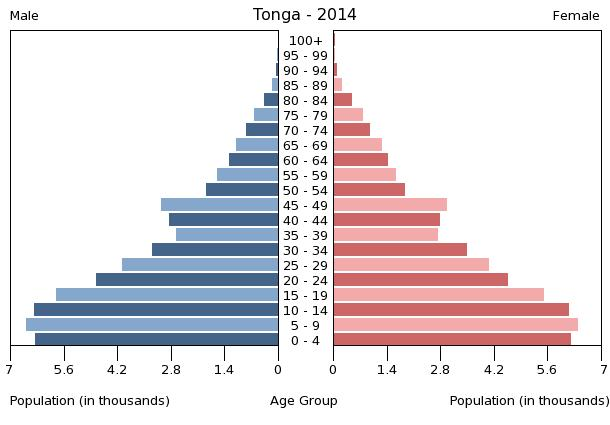 Male
Tonga - 2014
Female
100+
95 - 99
90 - 94
85 - 89
80 - 84
75 - 79
70 - 74
65 - 69
60 - 64
55 - 59
50 - 54
45 - 49
40 - 44
35 - 39
30 - 34
25 - 29
20 - 24
15 - 19
10 - 14
5 - 9
0 - 4
7 5.6 4.2 2.8 1.4 0
0 1.4 2.8 4.2 5.6 7
Population (in thousands)
Age Group
Population (in thousands)